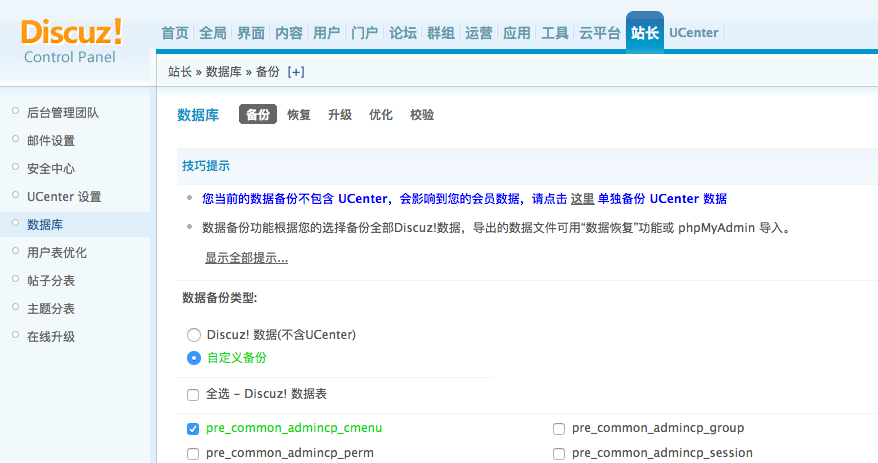 Discuz!
Control Panel
首页 全局 界面 内容 用户 门户 论坛 群组 运营 应用 工具 云平台 站长 UCenter
站长 » 数据库 » 备份 [+]
后台管理团队
邮件设置
安全中心
UCenter 设置
数据库
用户表优化
帖子分表
主题分表
在线升级
数据库 备份 恢复 升级 优化 校验
技巧提示
您当前的数据备份不包含 UCenter，会影响到您的会员数据，请点击 这里 单独备份 UCenter 数据
数据备份功能根据您的选择备份全部Discuz!数据，导出的数据文件可用“数据恢复”功能或 phpMyAdmin 导入。
显示全部提示...
数据备份类型:
Discuz! 数据(不含UCenter)
自定义备份
全选 - Discuz! 数据表
pre_common_admincp_cmenu pre_common_admincp_group
pre_common_admincp_perm pre_common_admincp_session